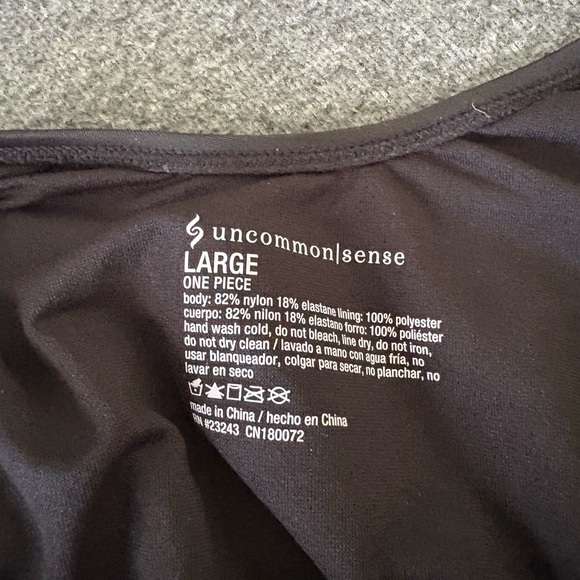 uncommon|sense
LARGE
ONE PIECE
body: 82% nylon 18% elastane lining: 100% polyester
cuerpo: 82% nilon 18% elastano forro: 100% poliéster
hand wash cold, do not bleach, line dry, do not iron,
do not dry clean / lavado a mano con agua fría, no
usar blanqueador, colgar para secar, no planchar, no
lavar en seco
made in China / hecho en China
RN #23243 CN180072